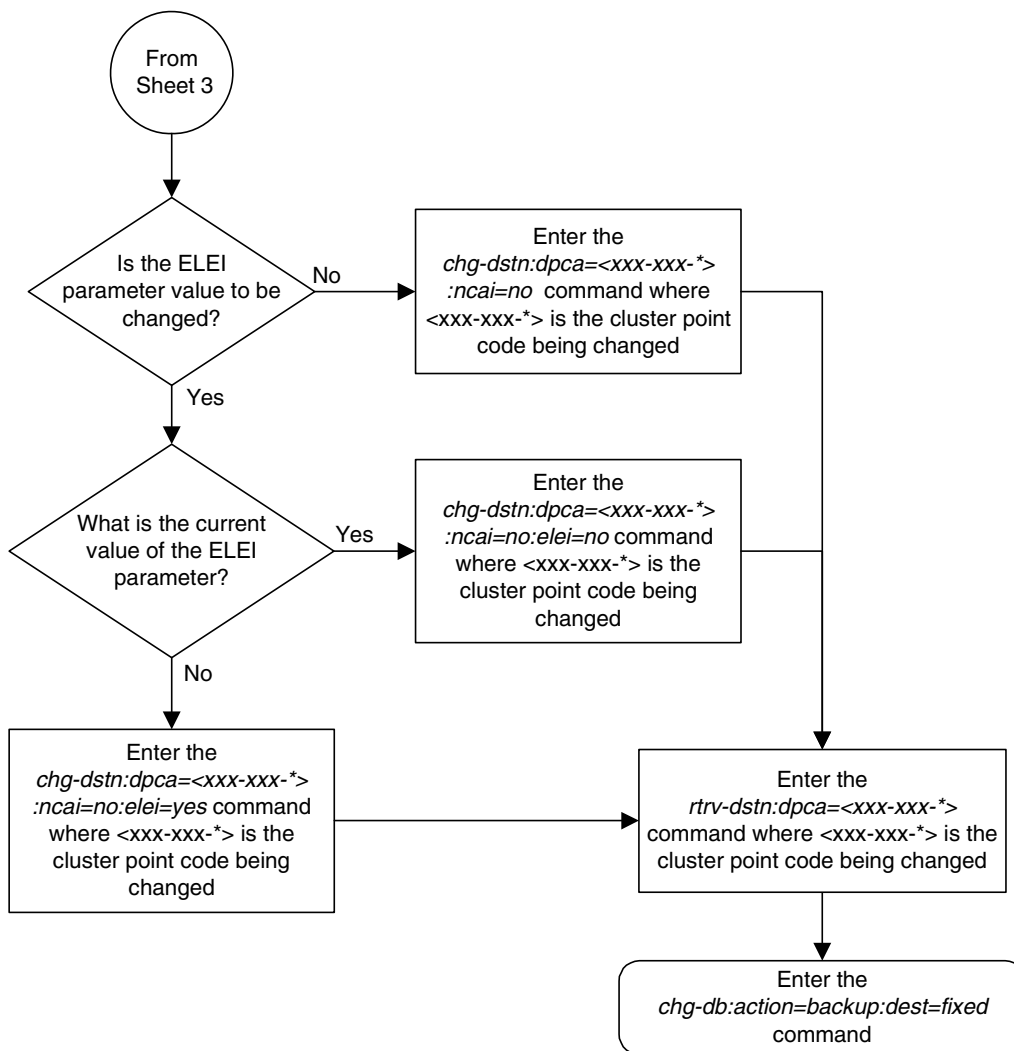 From
Sheet 3
Is the ELEI
parameter value to be
changed?
No
Enter the
chg-dstn:dpca=<xxx-xxx-*>
:ncai=no command where
<xxx-xxx-*> is the cluster point
code being changed
Yes
What is the current
value of the ELEI
parameter?
Yes
Enter the
chg-dstn:dpca=<xxx-xxx-*>
:ncai=no:elei=no command
where <xxx-xxx-*> is the
cluster point code being
changed
No
Enter the
chg-dstn:dpca=<xxx-xxx-*>
:ncai=no:elei=yes command
where <xxx-xxx-*> is the
cluster point code being
changed
Enter the
rtrv-dstn:dpca=<xxx-xxx-*>
command where <xxx-xxx-*> is the
cluster point code being changed
Enter the
chg-db:action=backup:dest=fixed
command